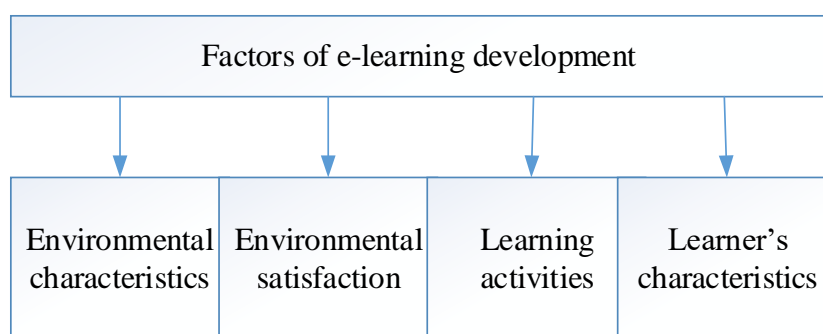 Factors of e-learning development
Environmental
characteristics
Environmental
satisfaction
Learning
activities
Learner’s
characteristics